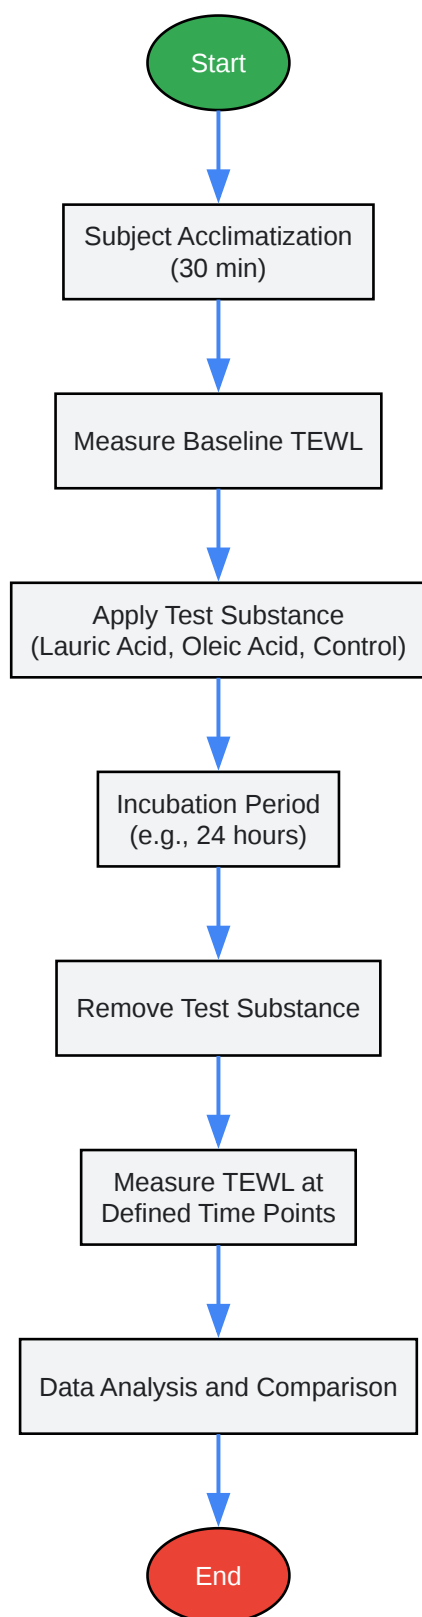 Start
Subject Acclimatization
(30 min)
Measure Baseline TEWL
Apply Test Substance
(Lauric Acid, Oleic Acid, Control)
Incubation Period
(e.g., 24 hours)
Remove Test Substance
Measure TEWL at
Defined Time Points
Data Analysis and Comparison
End